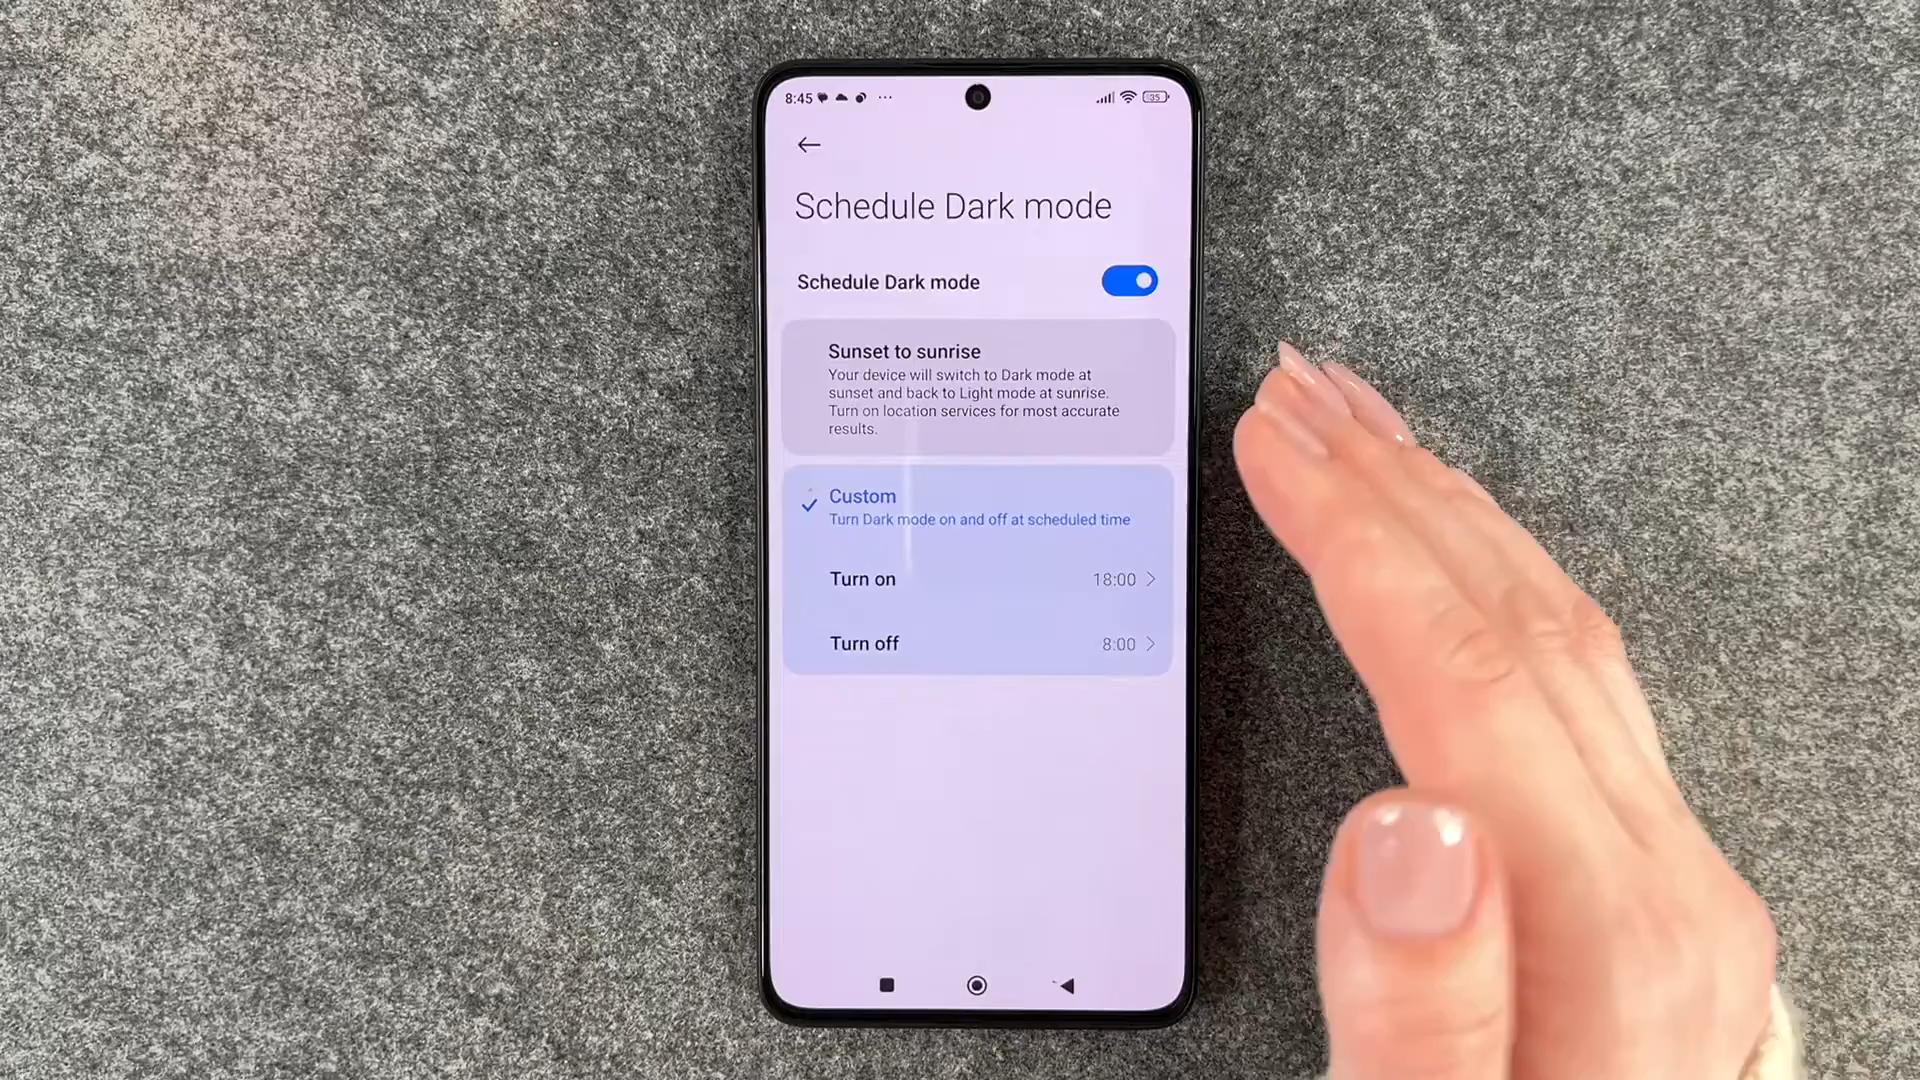 8:45
35
Schedule Dark mode
Schedule Dark mode
Sunset to sunrise
Your device will switch to Dark mode at
sunset and back to Light mode at sunrise.
Turn on location services for most accurate
results.
Custom
Turn Dark mode on and off at scheduled time
Turn on 18:00
Turn off 8:00